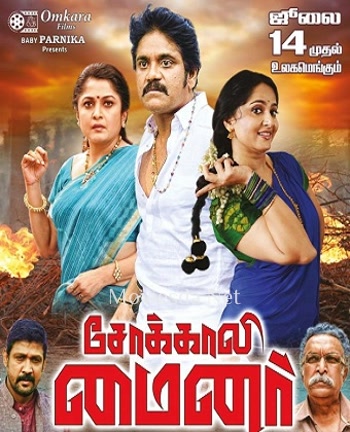 Omkara
Films
BABY PARNIKA
Presents
ஜூலை
14 முதல்
உலகமெங்கும்
சோக்காலி
மைனர்